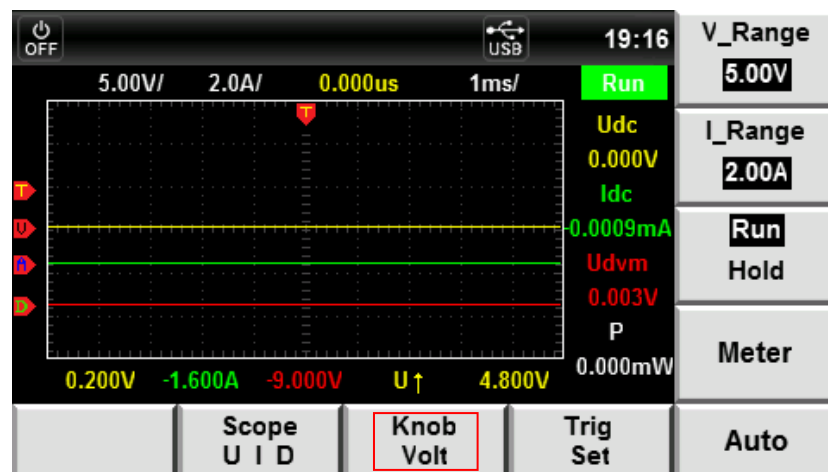 OFF
USB
19:16
5.00V/ 2.0A/ 0.000us 1ms/ Run
T
Udc
0.000V
Idc
-0.0009mA
Udvm
0.003V
P
0.000mW
T
U
A
D
0.200V -1.600A -9.000V U↑ 4.800V
V_Range
5.00V
I_Range
2.00A
Run
Hold
Meter
Auto
Scope
U I D
Knob
Volt
Trig
Set